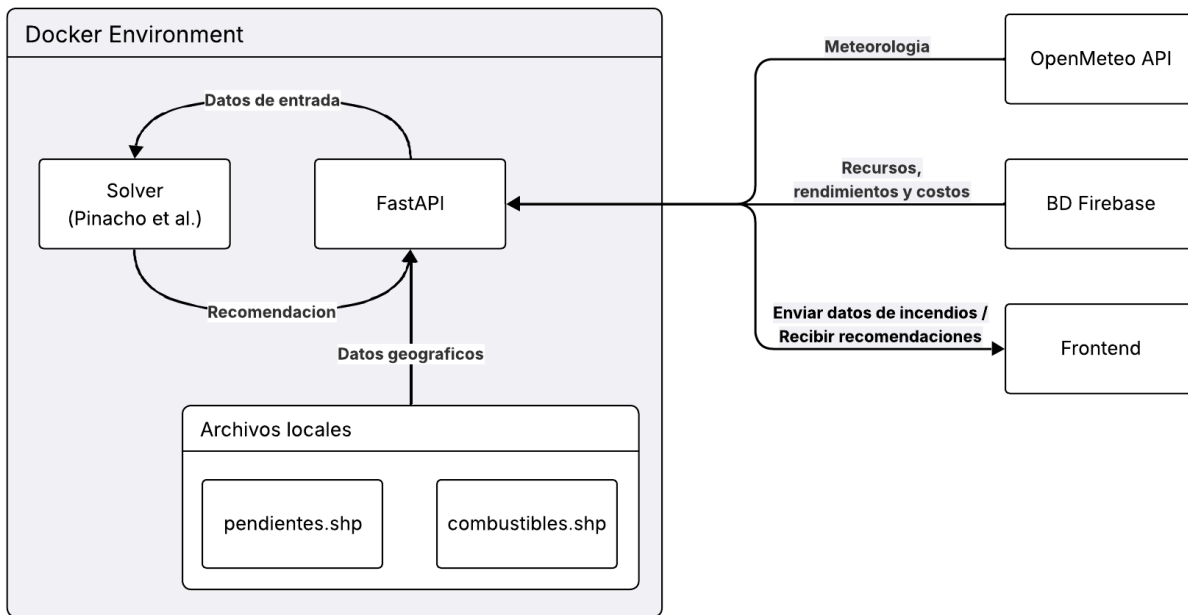 Docker Environment
Datos de entrada
Solver
(Pinacho et al.)
FastAPI
Recomendacion
Datos geograficos
Archivos locales
pendientes.shp
combustibles.shp
Meteorologia
OpenMeteo API
Recursos,
rendimientos y costos
BD Firebase
Enviar datos de incendios /
Recibir recomendaciones
Frontend